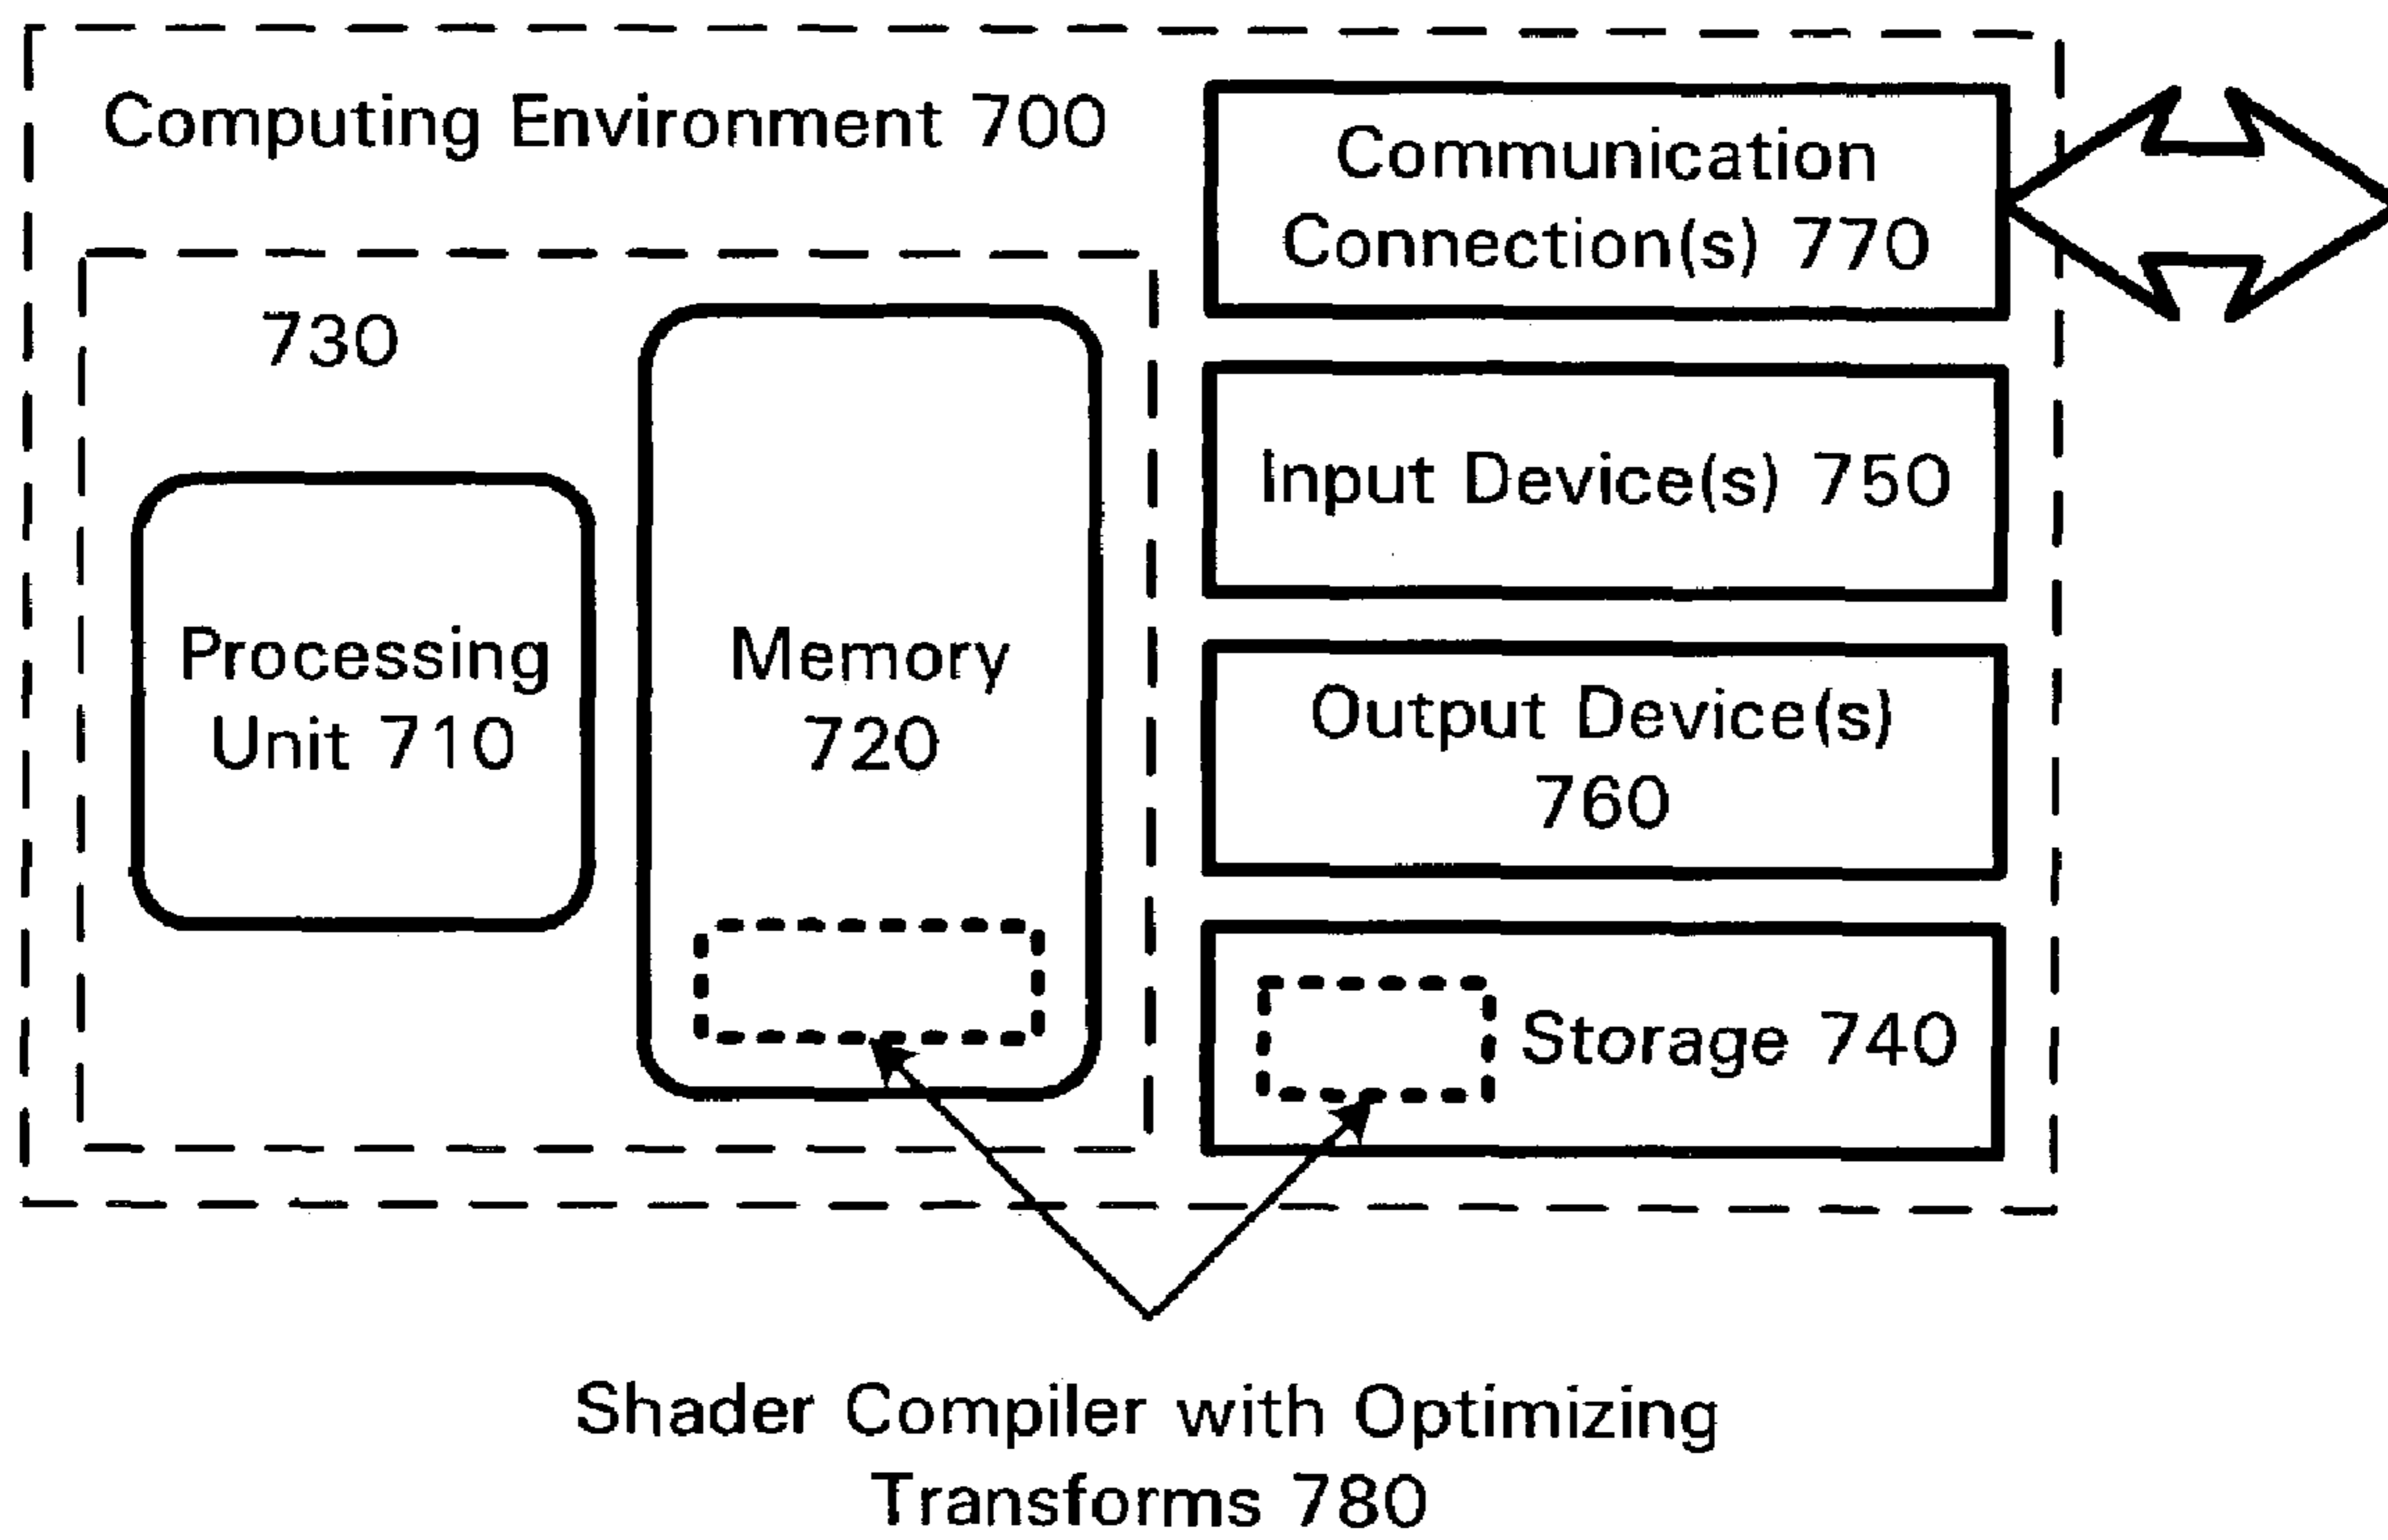 Computing Environment 700
730
Processing
Unit 710
Memory
720
Communication
Connection(s) 770
Input Device(s) 750
Output Device(s)
760
Storage 740
Shader Compiler with Optimizing
Transforms 780